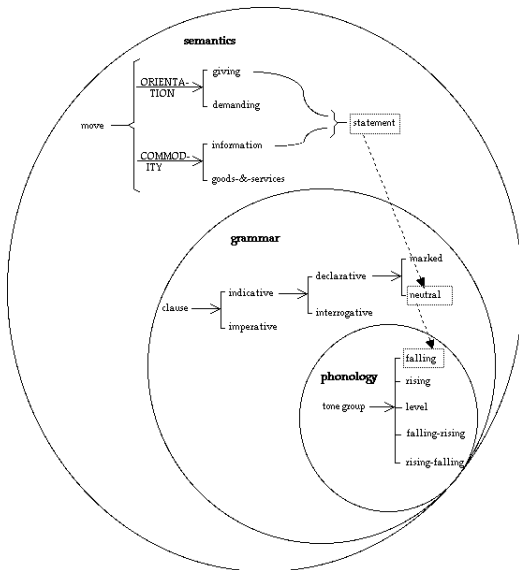 semantics
giving
ORIENTA-
TION
demanding
move
statement
information
COMMOD-
ITY
goods-&-services
grammar
marked
declarative
neutral
indicative
clause
interrogative
imperative
falling
phonology
rising
tone group
level
falling-rising
rising-falling